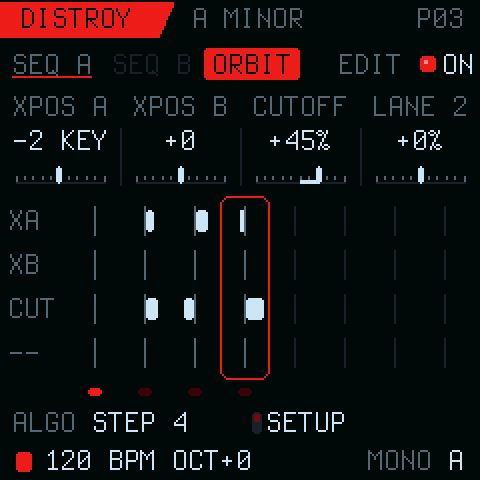 DISTROY A MINOR P03
SEQ A SEQ B ORBIT EDIT ON
XPOS A XPOS B CUTOFF LANE 2
-2 KEY +0 +45% +0%
XA
XB
CUT
--
ALGO STEP 4 SETUP
120 BPM OCT+0 MONO A